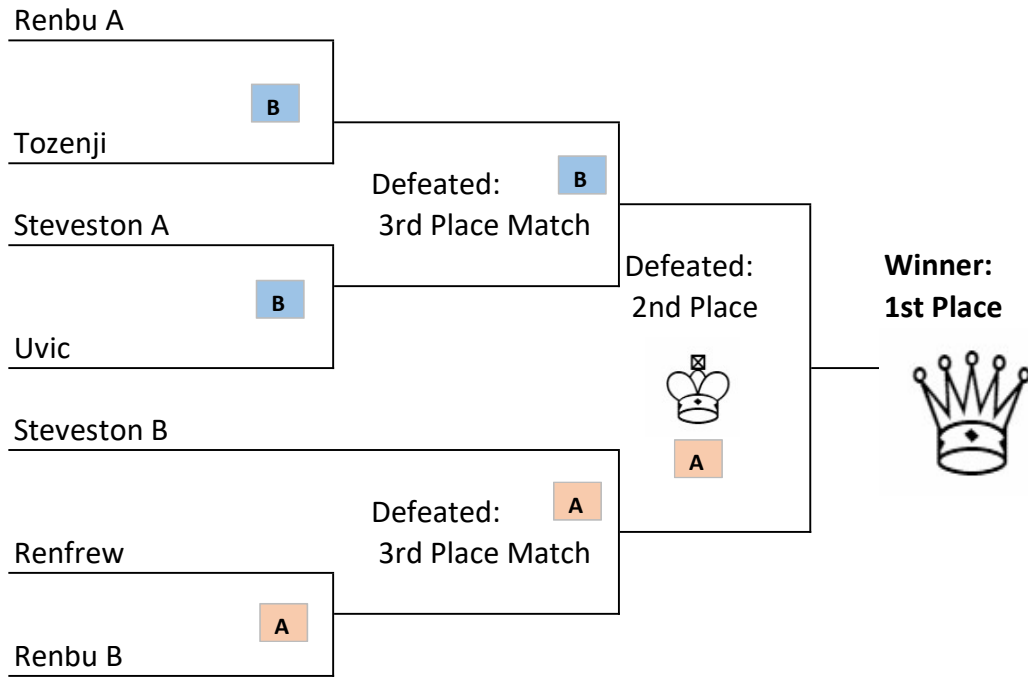 Renbu A
B
Tozenji
Defeated:
3rd Place Match
B
Steveston A
B
Uvic
Defeated:
2nd Place
A
Winner:
1st Place
Steveston B
Defeated:
3rd Place Match
A
Renfrew
A
Renbu B